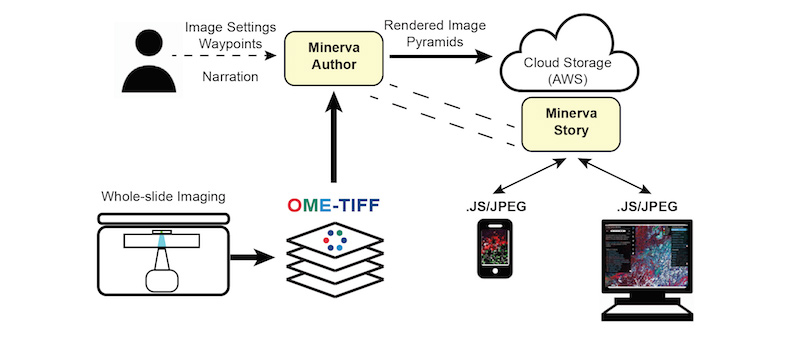 Image Settings
Waypoints
Narration
Minerva
Author
Rendered Image
Pyramids
Cloud Storage
(AWS)
Minerva
Story
Whole-slide Imaging
OME-TIFF
.JS/JPEG
.JS/JPEG